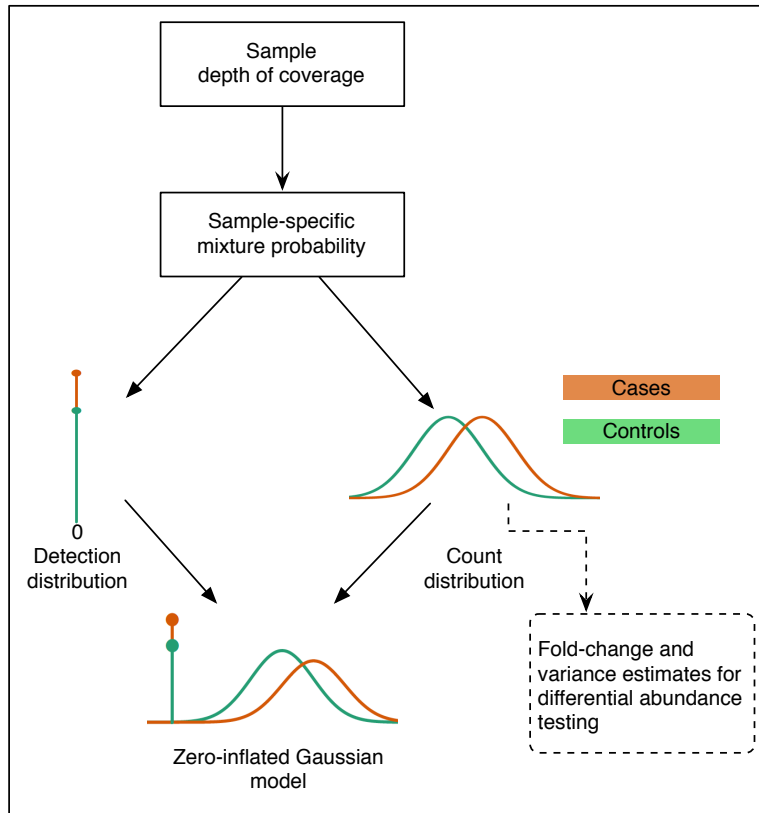 Sample
depth of coverage
Sample-specific
mixture probability
Cases
Controls
0
Detection
distribution
Count
distribution
Fold-change and
variance estimates for
differential abundance
testing
Zero-inflated Gaussian
model